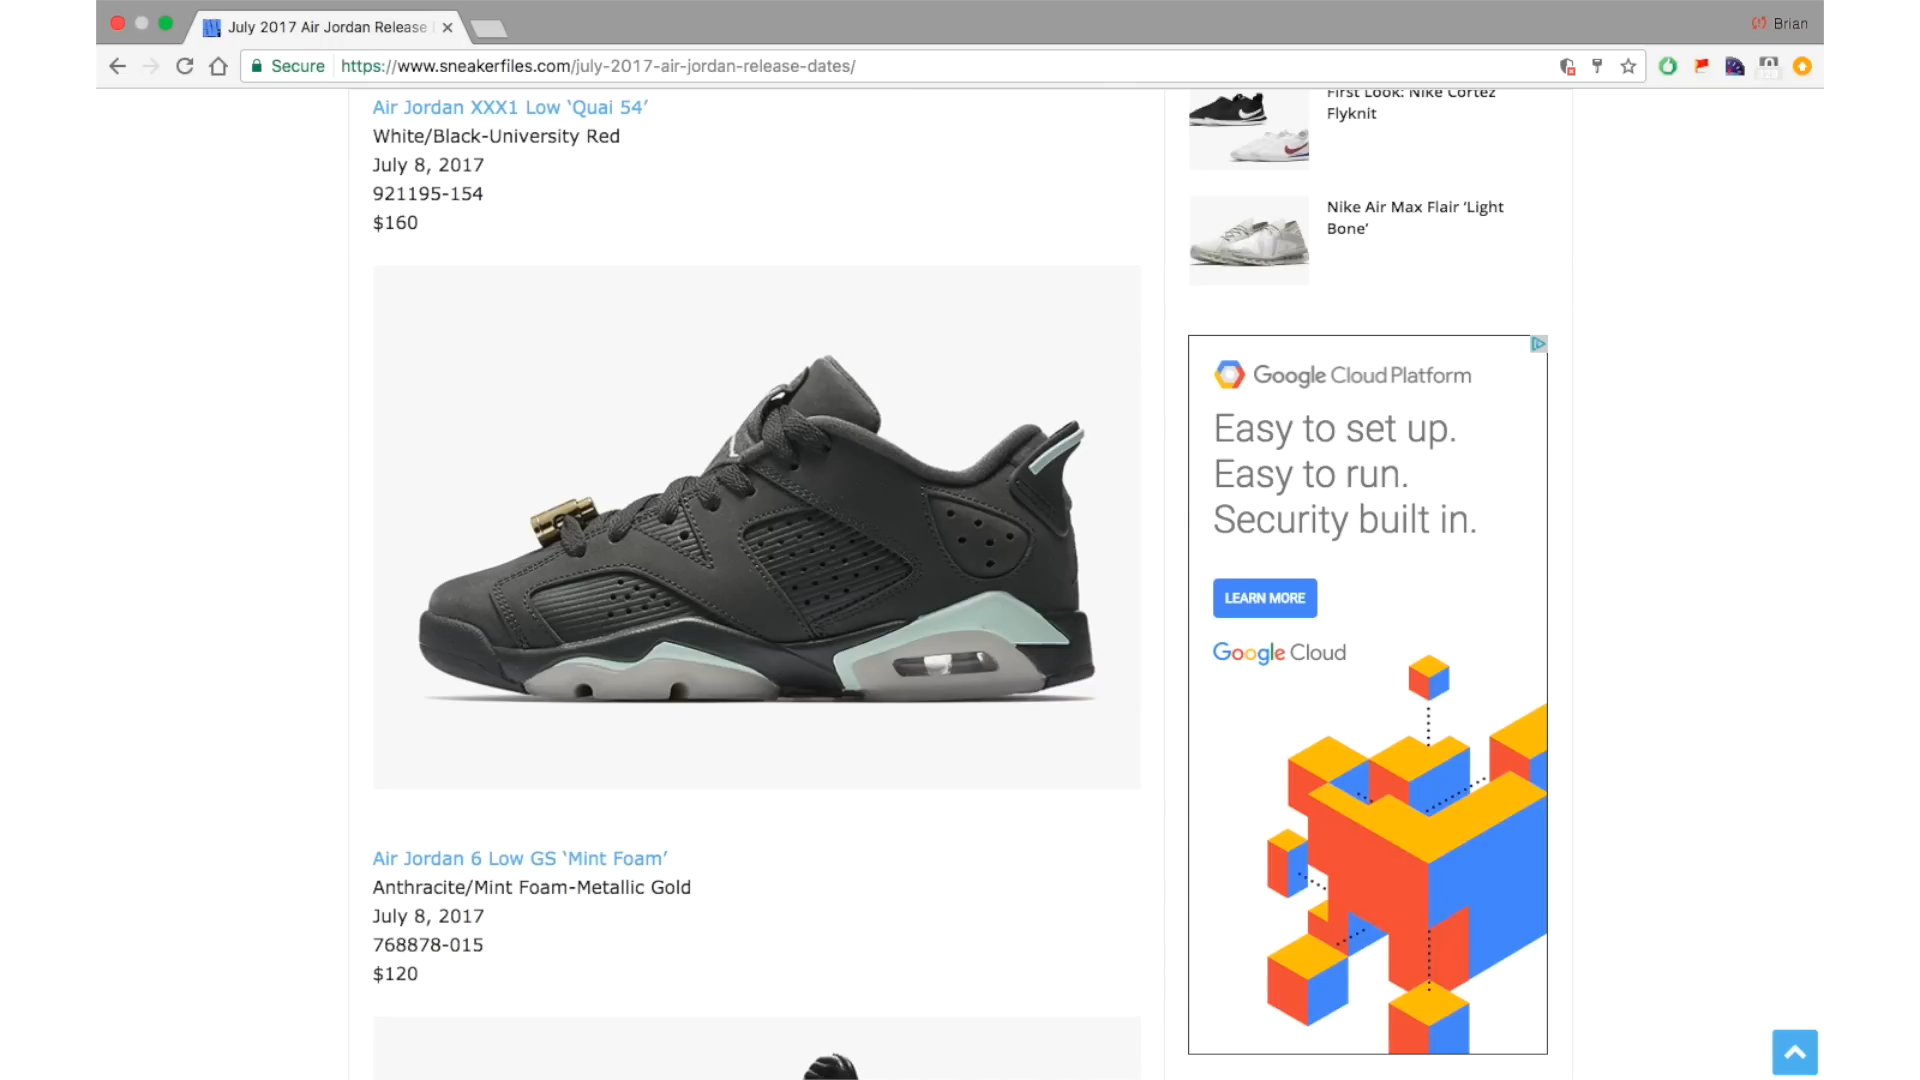 July 2017 Air Jordan Release
Brian
Secure
https://www.sneakerfiles.com/july-2017-air-jordan-release-dates/
Air Jordan XXX1 Low ‘Quai 54’
White/Black-University Red
July 8, 2017
921195-154
$160
Air Jordan 6 Low GS ‘Mint Foam’
Anthracite/Mint Foam-Metallic Gold
July 8, 2017
768878-015
$120
First Look: Nike Cortez
Flyknit
Nike Air Max Flair ‘Light
Bone’
Google Cloud Platform
Easy to set up.
Easy to run.
Security built in.
LEARN MORE
Google Cloud